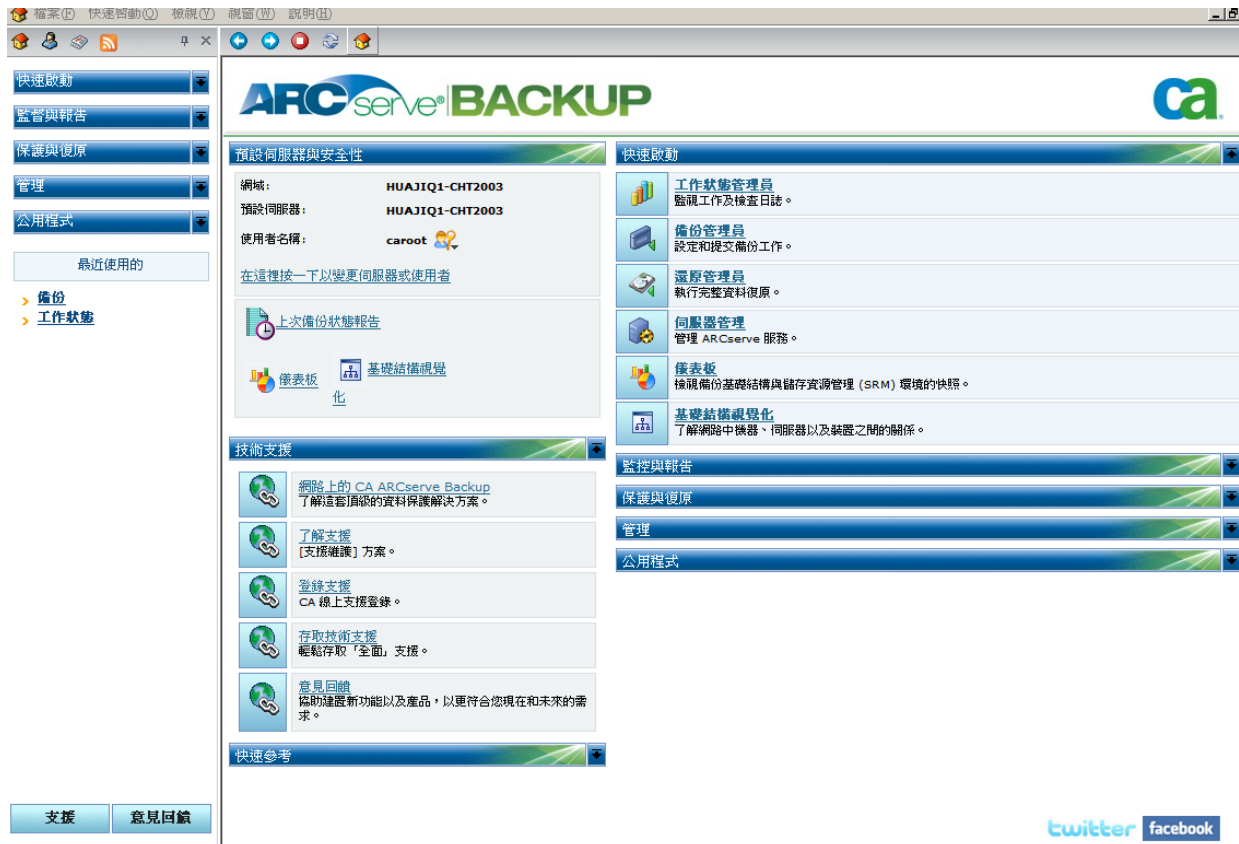 檔案(F) 快速啓動(Q) 檢視(V) 視窗(W) 說明(H)
快速啟動
監督與報告
保護與復原
管理
公用程式
最近使用的
備份
工作狀態
支援 意見回饋
ARCserve® BACKUP
ca
預設伺服器與安全性
網域: HUAJIQ1-CHT2003
預設伺服器: HUAJIQ1-CHT2003
使用者名稱: caroot
在這裡按一下以變更伺服器或使用者
上次備份狀態報告
儀表板
基礎結構視覺
化
技術支援
網路上的 CA ARCserve Backup
了解這套頂級的資料保護解決方案。
了解支援
[支援維護] 方案。
登錄支援
CA 線上支援登錄。
存取技術支援
輕鬆存取「全面」支援。
意見回饋
協助建置新功能以及產品，以更符合您現在和未來的需
求。
快速參考
快速啟動
工作狀態管理員
監視工作及檢查日誌。
備份管理員
設定和提交備份工作。
還原管理員
執行完整資料復原。
伺服器管理
管理 ARCserve 服務。
儀表板
檢視備份基礎結構與儲存資源管理 (SRM) 環境的快照。
基礎結構視覺化
了解網路中機器、伺服器以及裝置之間的關係。
監控與報告
保護與復原
管理
公用程式
twitter facebook